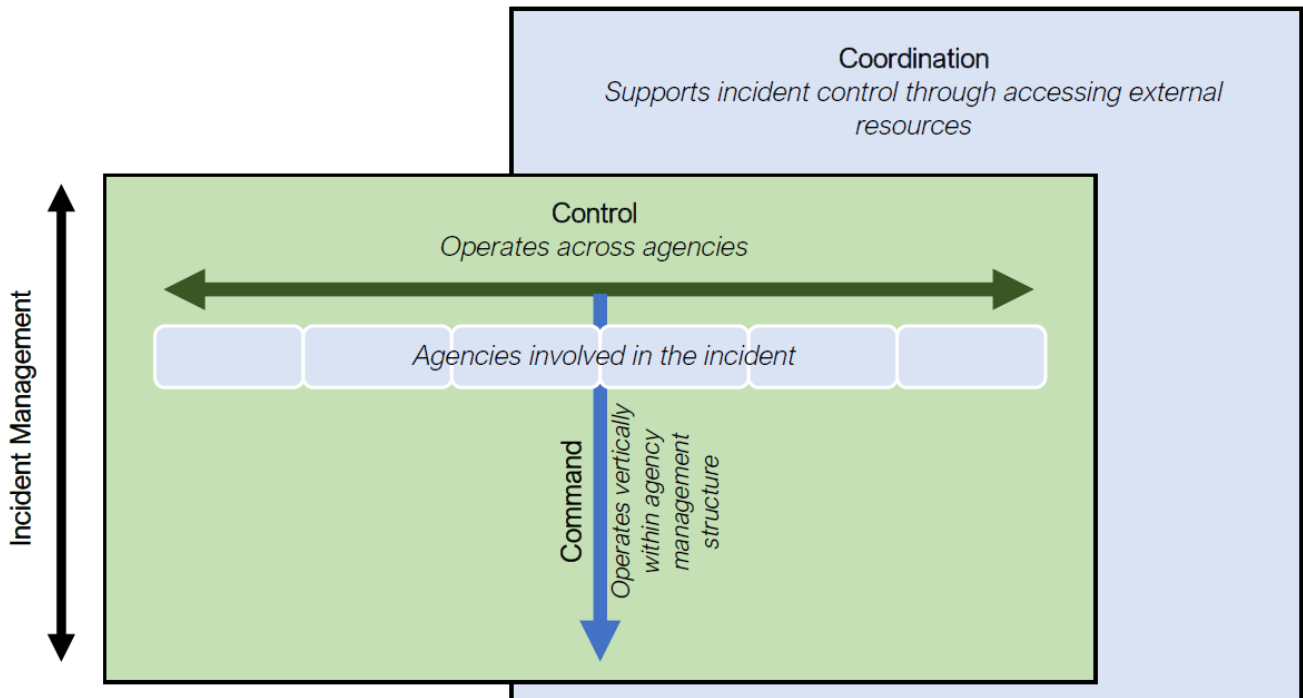 Coordination
Supports incident control through accessing external
resources
Control
Operates across agencies
Agencies involved in the incident
Incident Management
Command
Operates vertically
within agency
management
structure